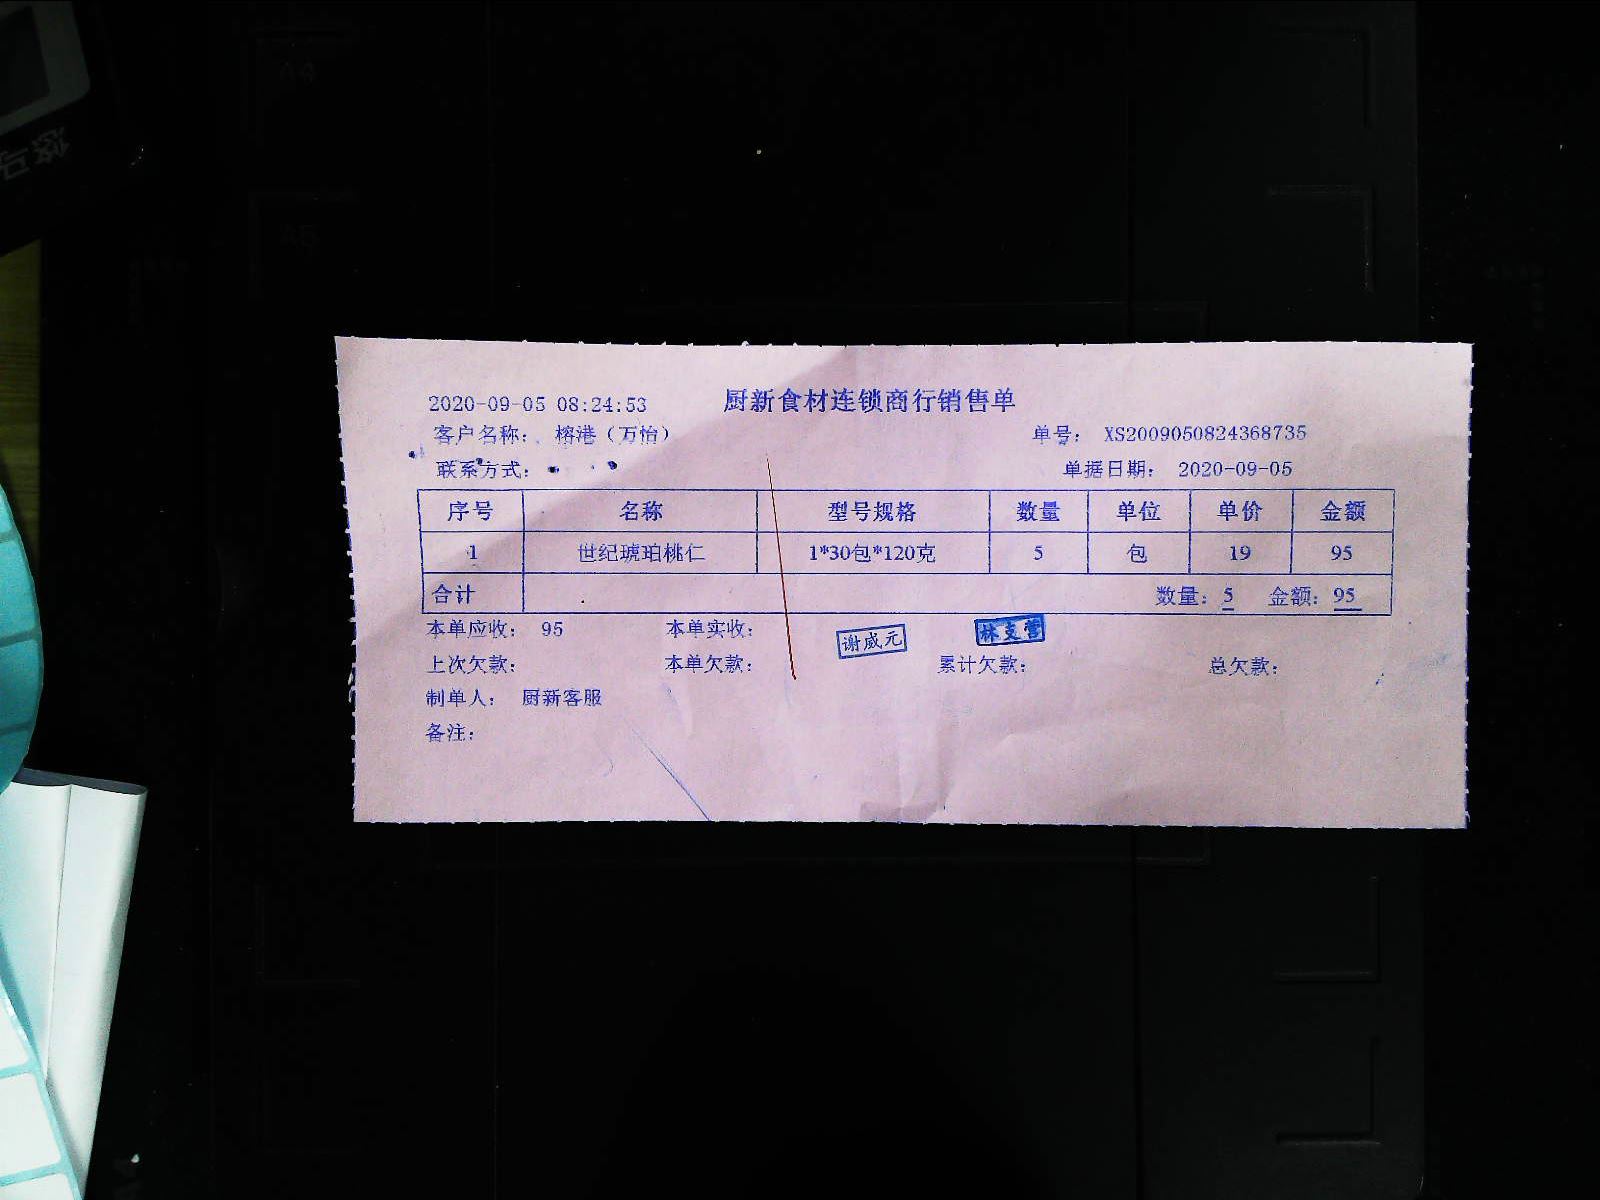 2020-09-05 08:24:53 厨新食材连锁商行销售单
客户名称： 榕港（万怡） 单号： XS2009050824368735
联系方式： 单据日期： 2020-09-05
序号 名称 型号规格 数量 单位 单价 金额
1 世纪琥珀桃仁 1*30包*120克 5 包 19 95
合计 数量：5 金额：95
本单应收： 95 本单实收： 谢威元 林支营
上次欠款： 本单欠款： 累计欠款： 总欠款：
制单人： 厨新客服
备注：
A4
A5